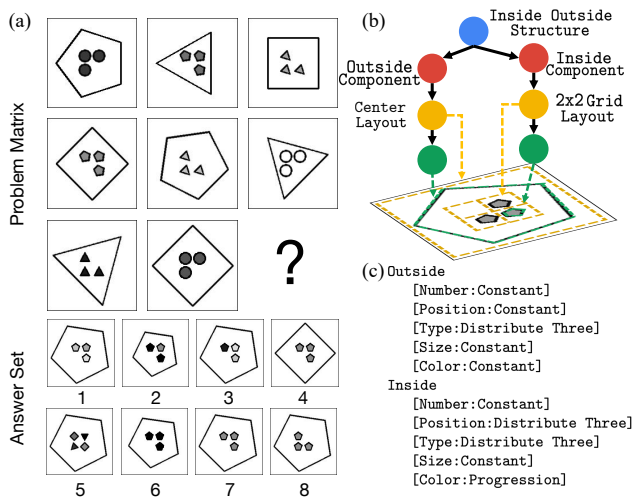 (a)
Problem Matrix
?
Answer Set
1 2 3 4
5 6 7 8
(b)
Inside Outside
Structure
Outside
Component
Inside
Component
Center
Layout
2x2 Grid
Layout
(c)
Outside
[Number:Constant]
[Position:Constant]
[Type:Distribute Three]
[Size:Constant]
[Color:Constant]
Inside
[Number:Constant]
[Position:Distribute Three]
[Type:Distribute Three]
[Size:Constant]
[Color:Progression]